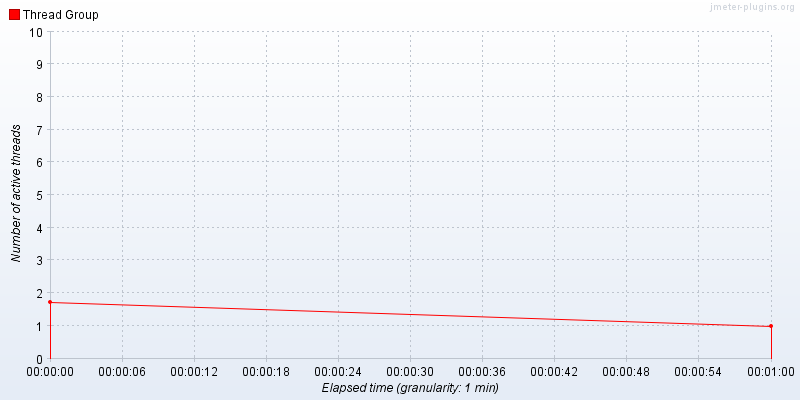 jmeter-plugins.org
Thread Group
10
9
8
7
6
5
4
3
2
1
0
Number of active threads
00:00:00 00:00:06 00:00:12 00:00:18 00:00:24 00:00:30 00:00:36 00:00:42 00:00:48 00:00:54 00:01:00
Elapsed time (granularity: 1 min)